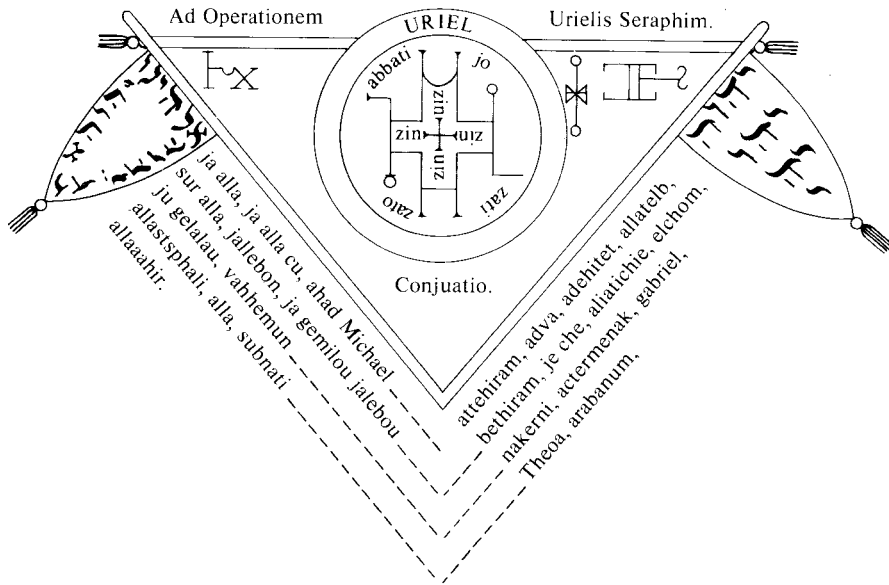 Ad Operationem
Urielis Seraphim.
URIEL
abbati
jo
zin
zin
zin
zin
zato
zati
Conjuatio.
ja alla, ja alla cu, ahad Michael
sur alla, jallebon, ja gemilou jalebou
ju getalau, vahhemun
allastsphali, alla, subnati
allaaahir.
attehiram, adva, adehitet, allatelb,
bethiram, je che, aliatichie, elchom,
nakerni, actermenak, gabriel,
Theoa, arabanum,